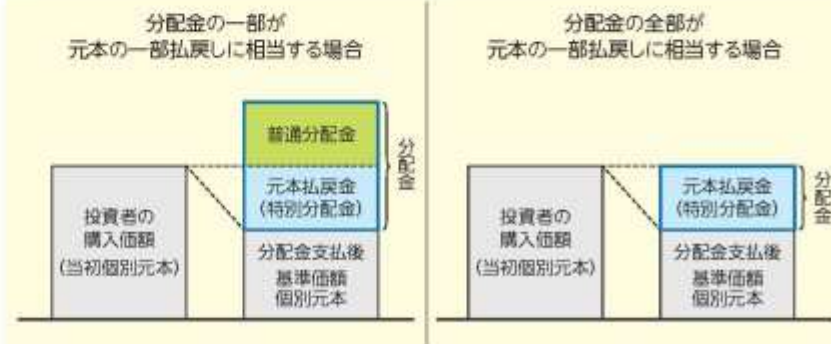 分配金の一部が
元本の一部払戻しに相当する場合
普通分配金
元本払戻金
(特別分配金)
分配金
投資者の
購入価額
(当初個別元本)
分配金支払後
基準価額
個別元本
分配金の全部が
元本の一部払戻しに相当する場合
元本払戻金
(特別分配金)
分配金
投資者の
購入価額
(当初個別元本)
分配金支払後
基準価額
個別元本